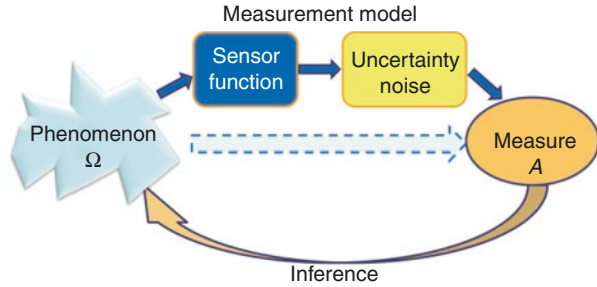 Measurement model
Sensor
function
Uncertainty
noise
Phenomenon
Ω
Measure
A
Inference